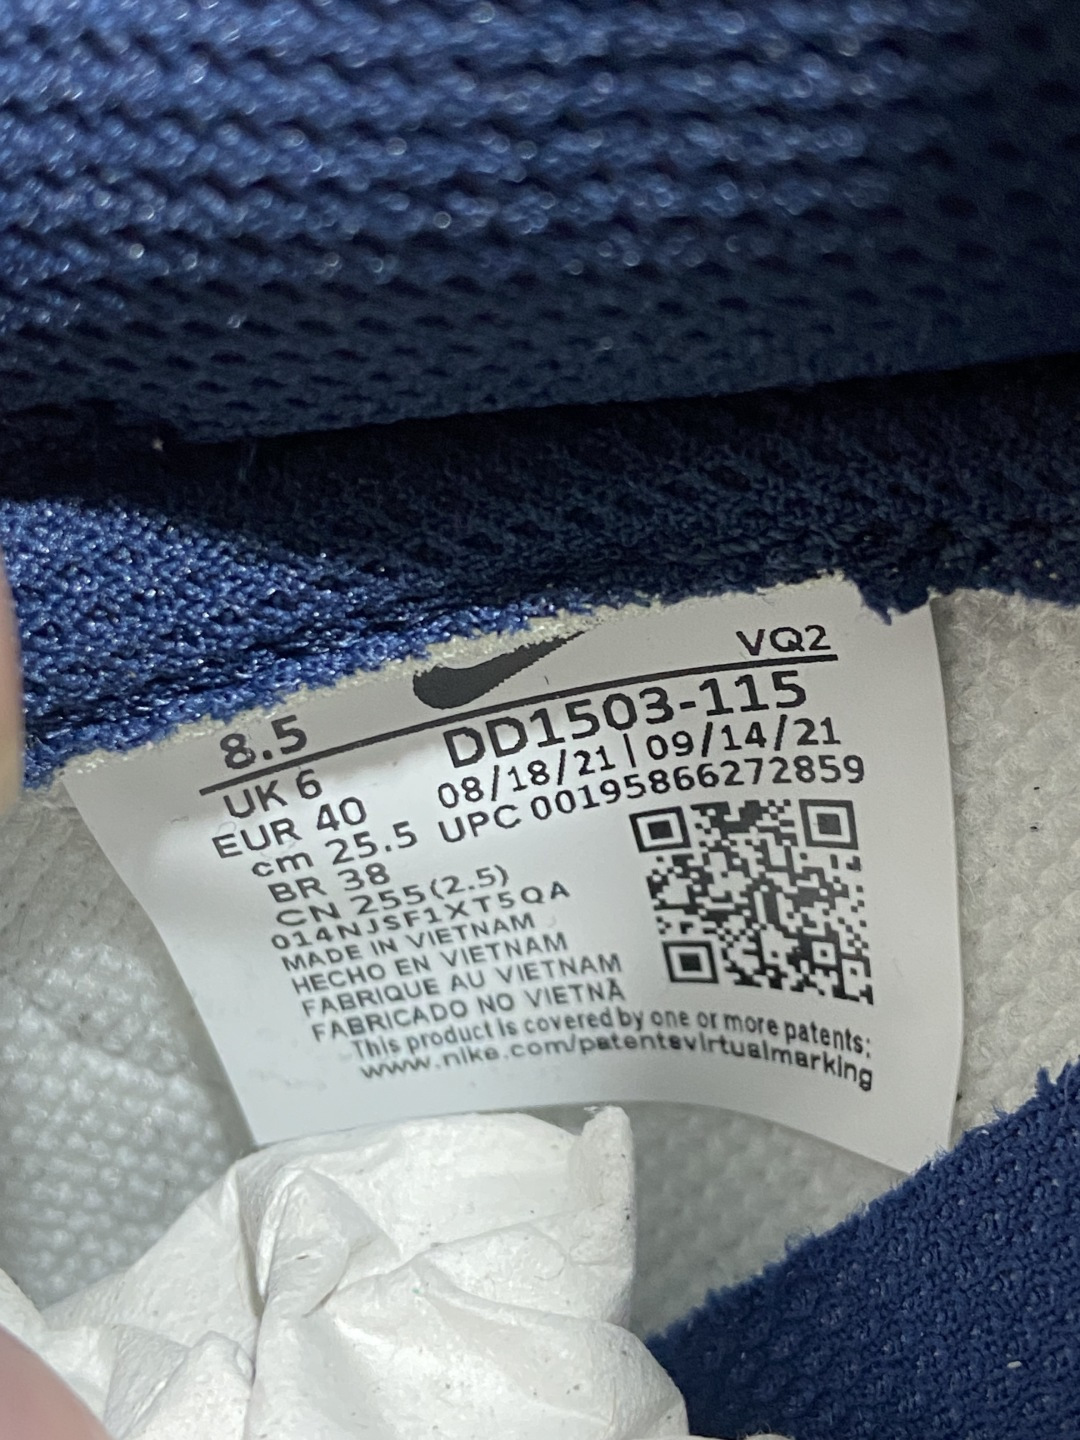 VQ2
8.5 DD1503-115
UK 6 08/18/21 | 09/14/21
EUR 40 UPC 00195866272859
cm 25.5
BR 38
CN 255(2.5)
014NJSF1XT5QA
MADE IN VIETNAM
HECHO EN VIETNAM
FABRIQUE AU VIETNAM
FABRICADO NO VIETNÃ
This product is covered by one or more patents:
www.nike.com/patentsvirtualmarking